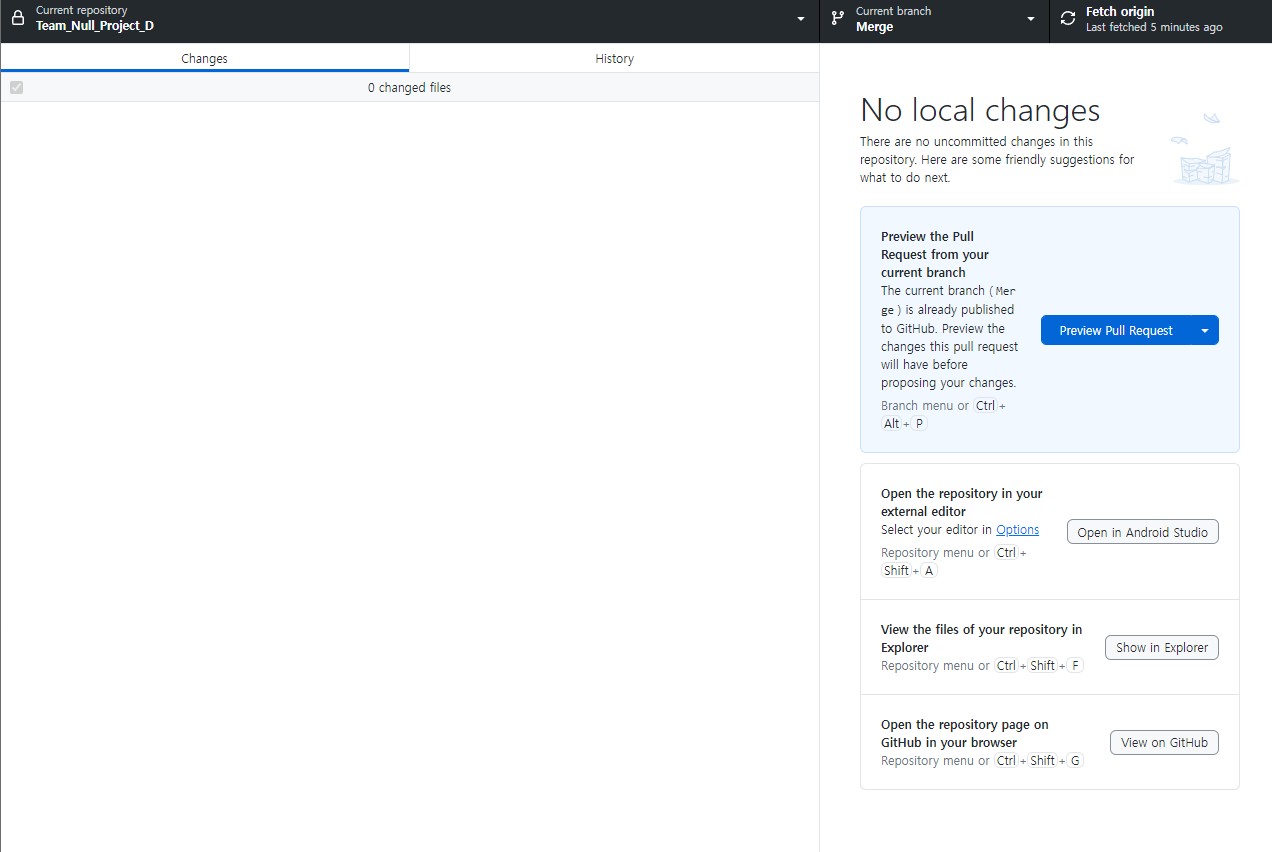 Current repository
Team_Null_Project_D
Current branch
Merge
Fetch origin
Last fetched 5 minutes ago
Changes
History
0 changed files
No local changes
There are no uncommitted changes in this
repository. Here are some friendly suggestions for
what to do next.
Preview the Pull
Request from your
current branch
The current branch (Mer
ge) is already published
to GitHub. Preview the
changes this pull request
will have before
proposing your changes.
Branch menu or Ctrl+
Alt+P
Preview Pull Request
Open the repository in your
external editor
Select your editor in Options
Repository menu or Ctrl+
Shift+A
Open in Android Studio
View the files of your repository in
Explorer
Repository menu or Ctrl+Shift+F
Show in Explorer
Open the repository page on
GitHub in your browser
Repository menu or Ctrl+Shift+G
View on GitHub